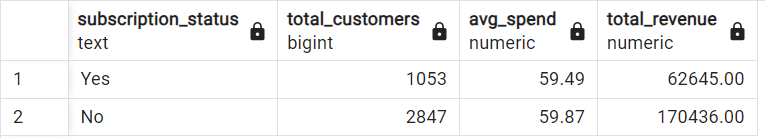 subscription_status total_customers avg_spend total_revenue
text bigint numeric numeric
1 Yes 1053 59.49 62645.00
2 No 2847 59.87 170436.00